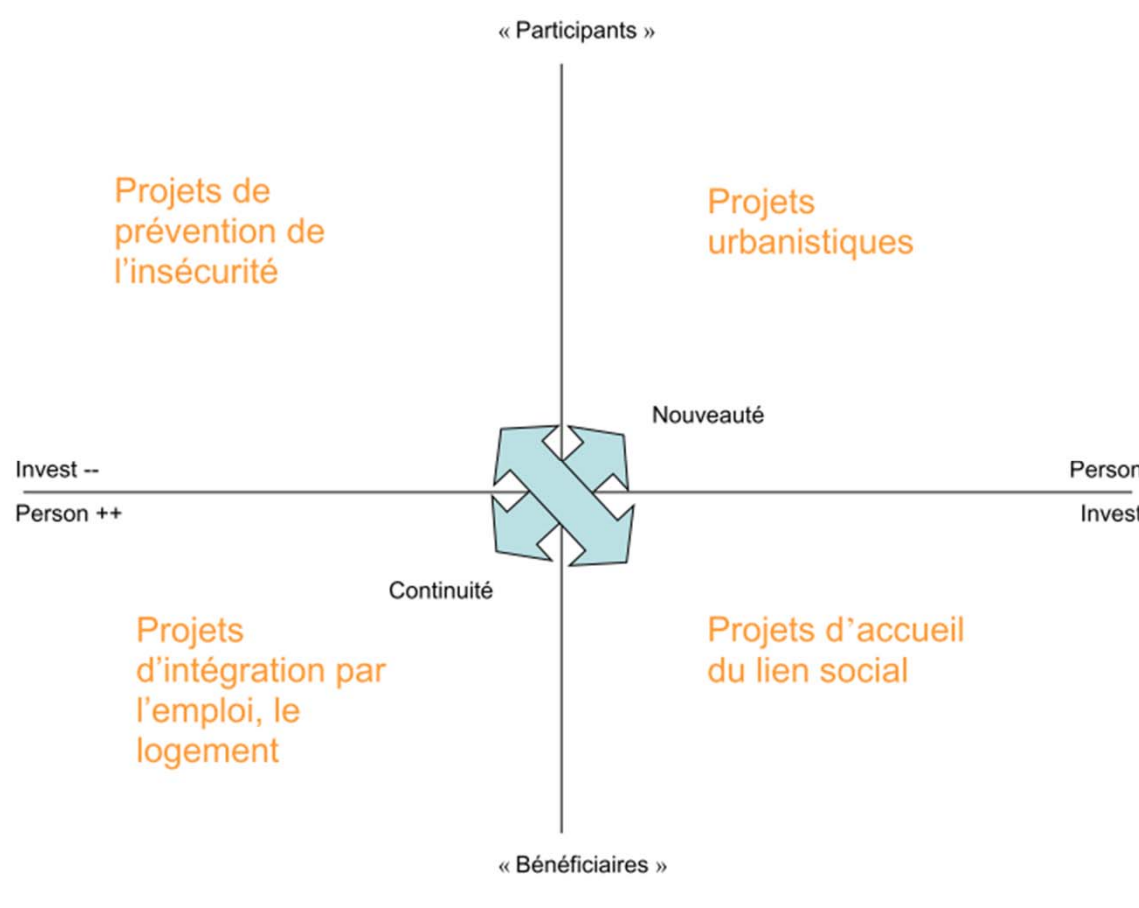 « Participants »
Projets de
prévention de
l’insécurité
Projets
urbanistiques
Nouveauté
Invest --
Person
Person ++
Invest
Continuité
Projets
d’intégration par
l’emploi, le
logement
Projets d’accueil
du lien social
« Bénéficiaires »